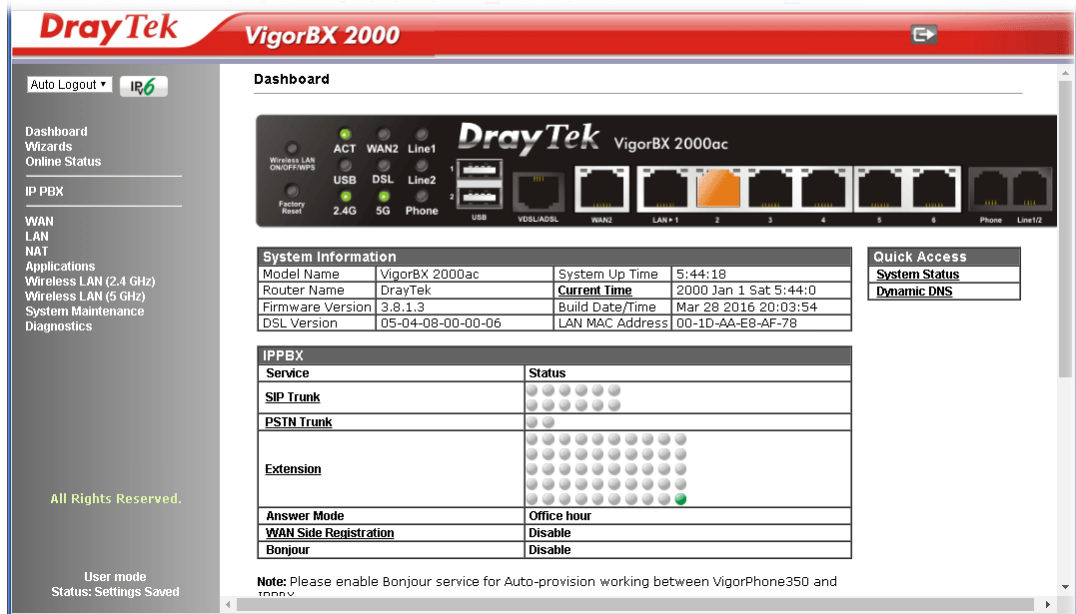 DrayTek
VigorBX 2000
Auto Logout
IPv6
Dashboard
Wizards
Online Status
IP PBX
WAN
LAN
NAT
Applications
Wireless LAN (2.4 GHz)
Wireless LAN (5 GHz)
System Maintenance
Diagnostics
All Rights Reserved.
User mode
Status: Settings Saved
Dashboard
Wireless LAN
ON/OFF/WPS
Factory
Reset
ACT WAN2 Line1
USB DSL Line2
2.4G 5G Phone
DrayTek VigorBX 2000ac
1
2
USB VDSL/ADSL WAN2 LAN 1 2 3 4 5 6 Phone Line1/2
System Information
Model Name VigorBX 2000ac System Up Time 5:44:18
Router Name DrayTek Current Time 2000 Jan 1 Sat 5:44:0
Firmware Version 3.8.1.3 Build Date/Time Mar 28 2016 20:03:54
DSL Version 05-04-08-00-00-06 LAN MAC Address 00-1D-AA-E8-AF-78
Quick Access
System Status
Dynamic DNS
IPPBX
Service Status
SIP Trunk
PSTN Trunk
Extension
Answer Mode Office hour
WAN Side Registration Disable
Bonjour Disable
Note: Please enable Bonjour service for Auto-provision working between VigorPhone350 and
IPPBX